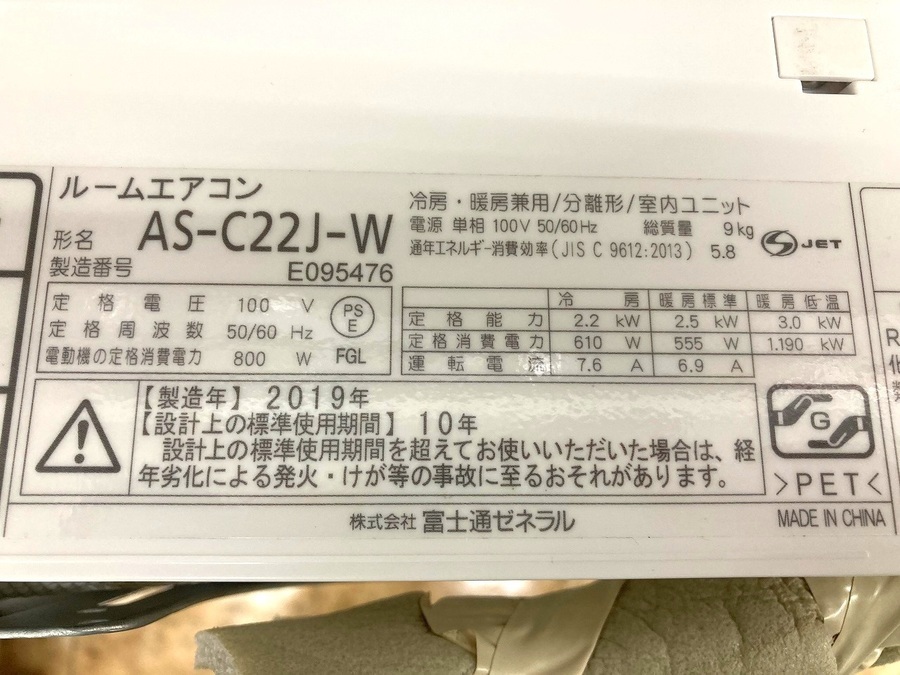 ルームエアコン
形名 AS-C22J-W
製造番号 E095476
冷房・暖房兼用/分離形/室内ユニット
電源 単相 100V 50/60Hz 総質量 9kg
通年エネルギー消費効率(JIS C 9612:2013) 5.8
S JET
定格電圧 100 V
定格周波数 50/60 Hz
電動機の定格消費電力 800 W
PS
E
FGL
冷房 暖房標準 暖房低温
定格能力 2.2 kW 2.5 kW 3.0 kW
定格消費電力 610 W 555 W 1.190 kW
運転電流 7.6 A 6.9 A
【製造年】2019年
【設計上の標準使用期間】10年
設計上の標準使用期間を超えてお使いいただいた場合は、経
年劣化による発火・けが等の事故に至るおそれがあります。
G
>PET<
株式会社 富士通ゼネラル
MADE IN CHINA
R